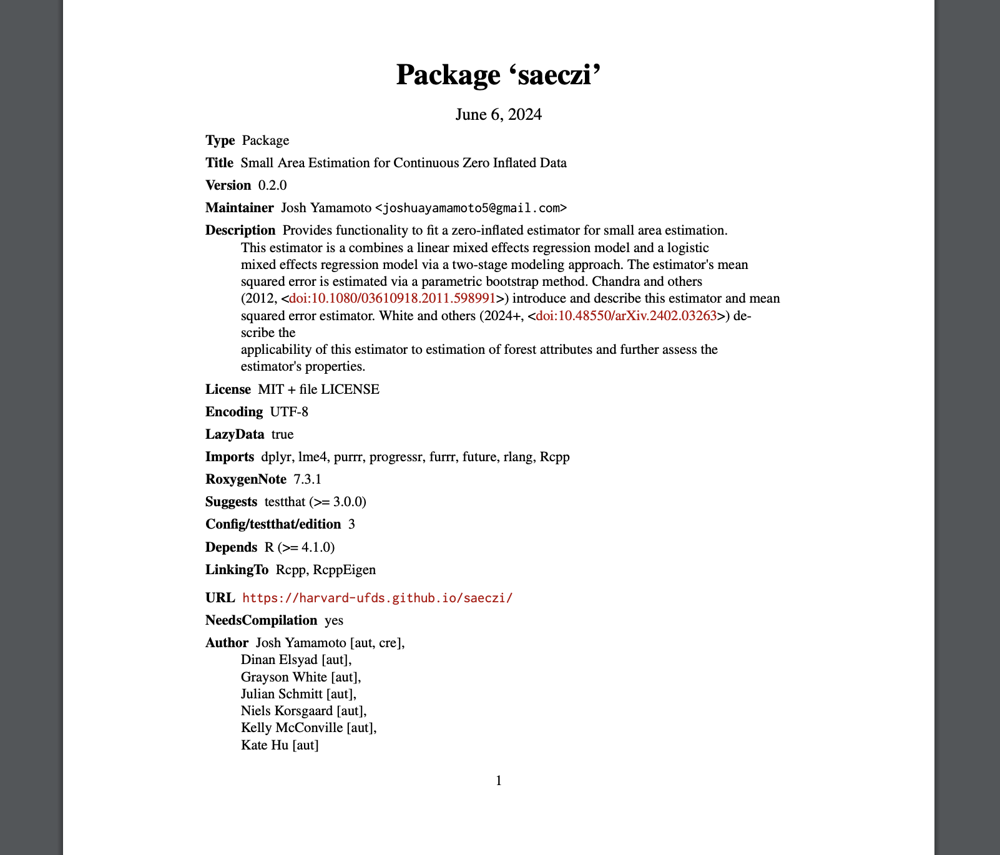 Package ‘saeczi’
June 6, 2024
Type Package
Title Small Area Estimation for Continuous Zero Inflated Data
Version 0.2.0
Maintainer Josh Yamamoto <joshuayamamoto5@gmail.com>
Description Provides functionality to fit a zero-inflated estimator for small area estimation.
This estimator is a combines a linear mixed effects regression model and a logistic
mixed effects regression model via a two-stage modeling approach. The estimator's mean
squared error is estimated via a parametric bootstrap method. Chandra and others
(2012, <doi:10.1080/03610918.2011.598991>) introduce and describe this estimator and mean
squared error estimator. White and others (2024+, <doi:10.48550/arXiv.2402.03263>) de-
scribe the
applicability of this estimator to estimation of forest attributes and further assess the
estimator's properties.
License MIT + file LICENSE
Encoding UTF-8
LazyData true
Imports dplyr, lme4, purrr, progressr, furrr, future, rlang, Rcpp
RoxygenNote 7.3.1
Suggests testthat (>= 3.0.0)
Config/testthat/edition 3
Depends R (>= 4.1.0)
LinkingTo Rcpp, RcppEigen
URL https://harvard-ufds.github.io/saeczi/
NeedsCompilation yes
Author Josh Yamamoto [aut, cre],
Dinan Elsyad [aut],
Grayson White [aut],
Julian Schmitt [aut],
Niels Korsgaard [aut],
Kelly McConville [aut],
Kate Hu [aut]
1